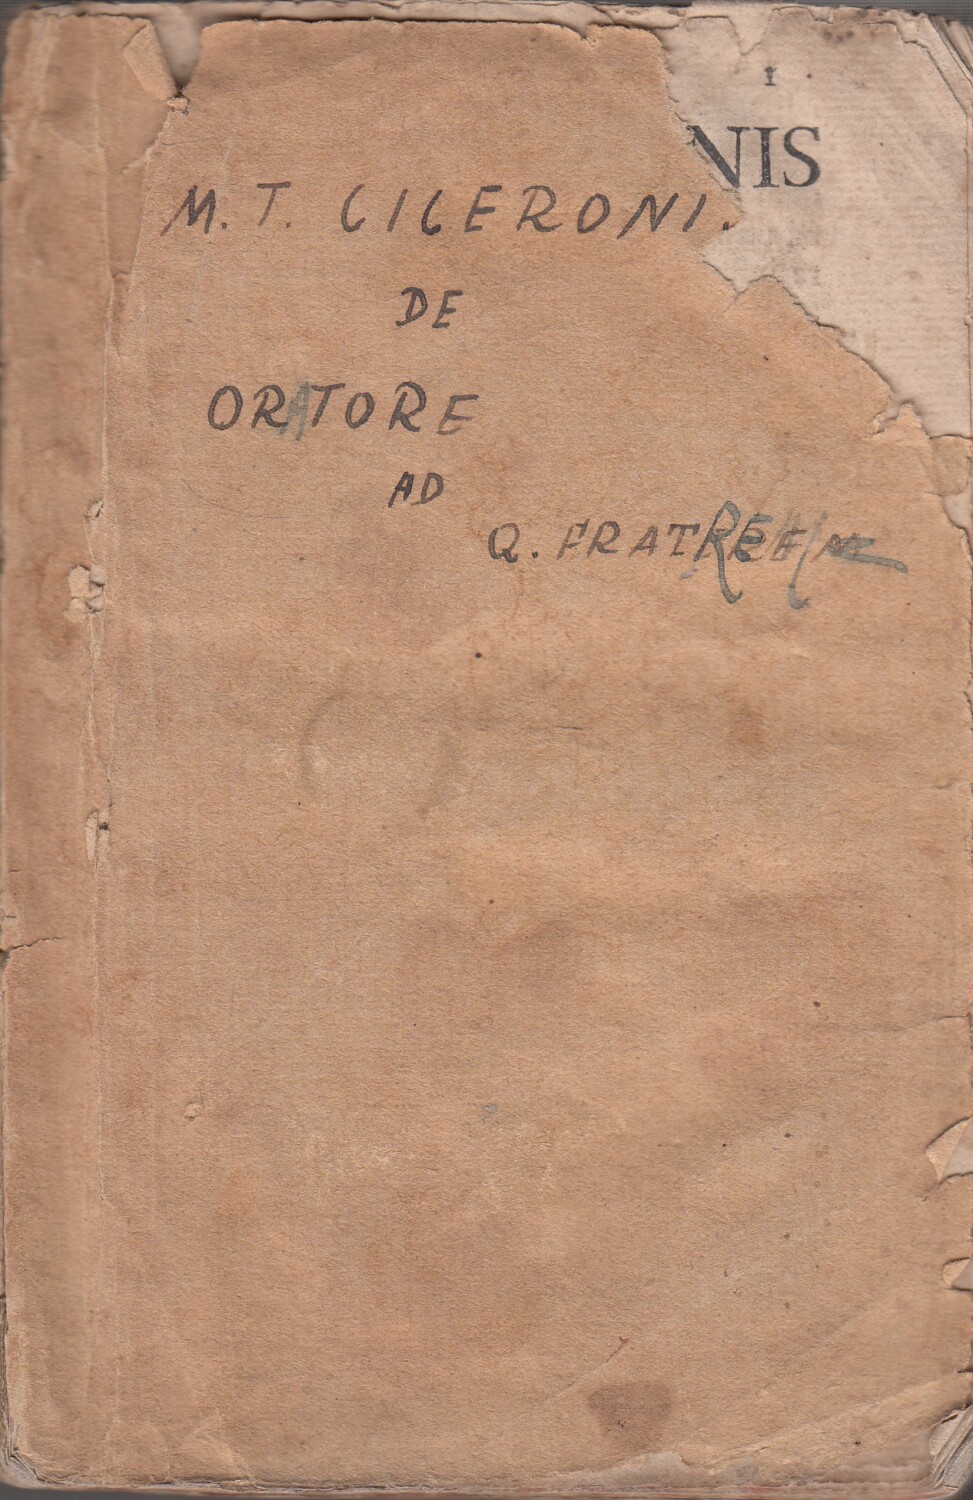 I
NIS
M. T. CICERONI.
DE
ORATORE
AD
Q. FRATREM